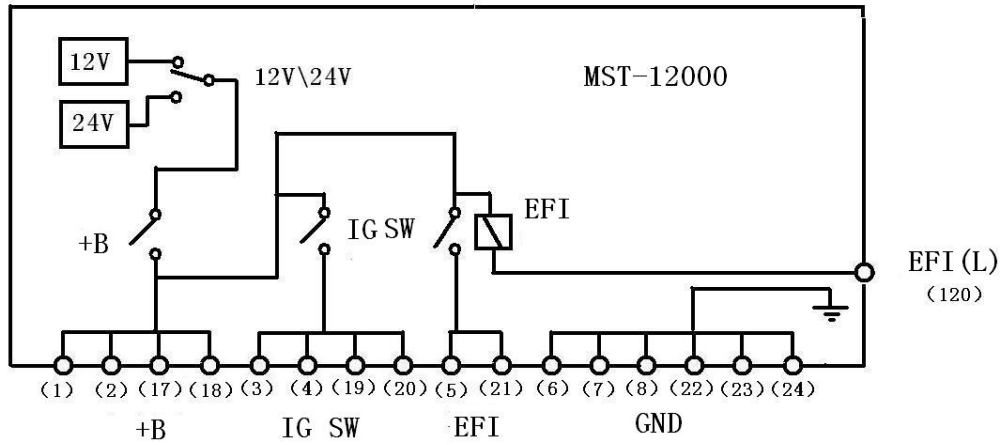 12V
12V\24V
MST-12000
24V
+B
IG SW
EFI
EFI(L)
(120)
(1) (2) (17) (18) (3) (4) (19) (20) (5) (21) (6) (7) (8) (22) (23) (24)
+B IG SW EFI GND